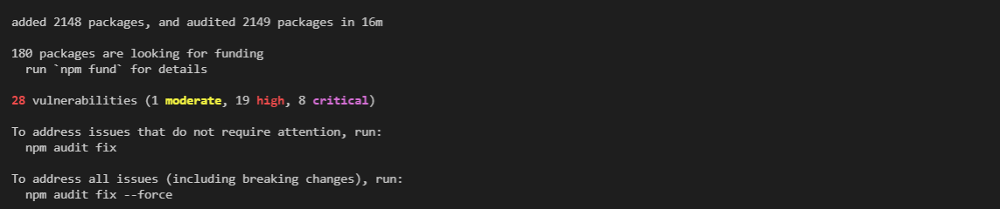 added 2148 packages, and audited 2149 packages in 16m
180 packages are looking for funding
run `npm fund` for details
28 vulnerabilities (1 moderate, 19 high, 8 critical)
To address issues that do not require attention, run:
npm audit fix
To address all issues (including breaking changes), run:
npm audit fix --force